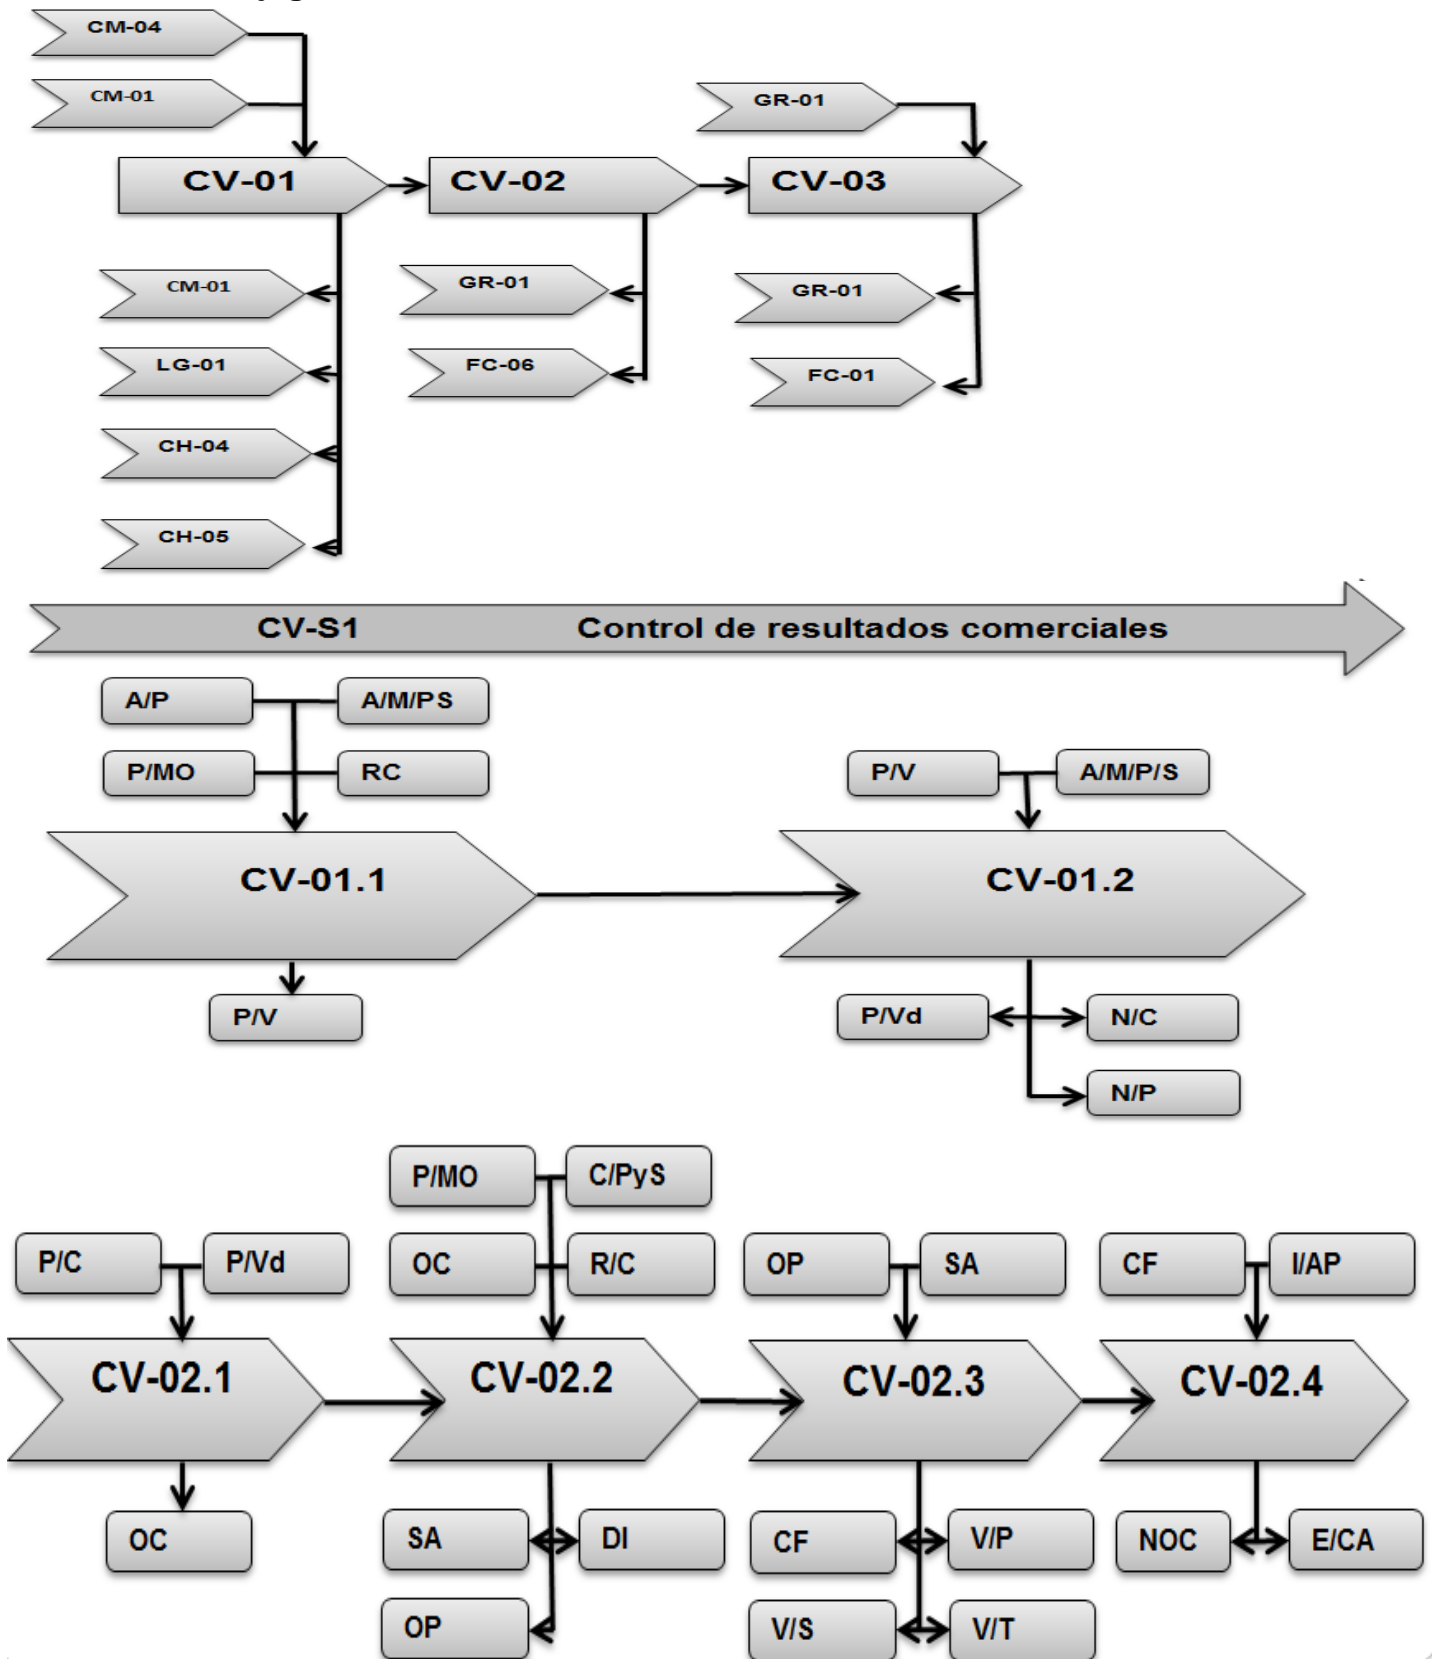 CM-04
CM-01
GR-01
CV-01 CV-02 CV-03
CM-01 GR-01 GR-01
LG-01 FC-06 FC-01
CH-04
CH-05
CV-S1 Control de resultados comerciales
A/P A/M/PS
P/MO RC P/V A/M/P/S
CV-01.1 CV-01.2
P/V P/Vd N/C
N/P
P/MO C/PyS
P/C P/Vd OC R/C OP SA CF I/AP
CV-02.1 CV-02.2 CV-02.3 CV-02.4
OC SA DI CF V/P NOC E/CA
OP V/S V/T